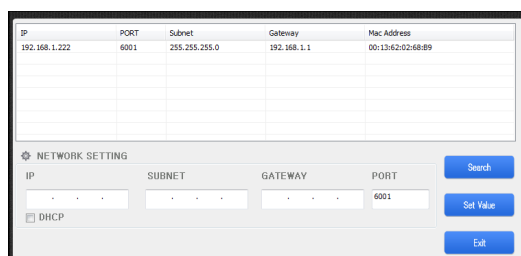 IP PORT Subnet Gateway Mac Address
192.168.1.222 6001 255.255.255.0 192.168.1.1 00:13:62:02:68:B9
NETWORK SETTING
IP SUBNET GATEWAY PORT
. . . . . . . . . 6001
DHCP
Search
Set Value
Exit